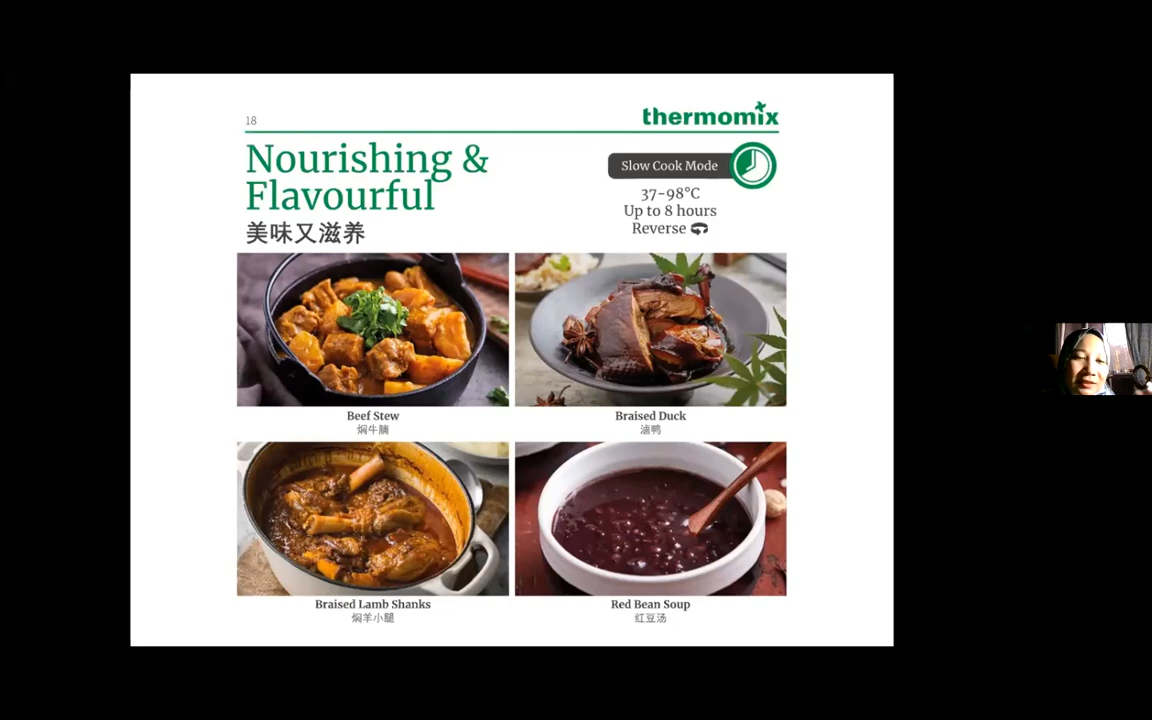 18
thermomix
Nourishing &
Flavourful
美味又滋养
Slow Cook Mode
37-98°C
Up to 8 hours
Reverse
Beef Stew
焖牛腩
Braised Duck
滷鸭
Braised Lamb Shanks
焖羊小腿
Red Bean Soup
红豆汤